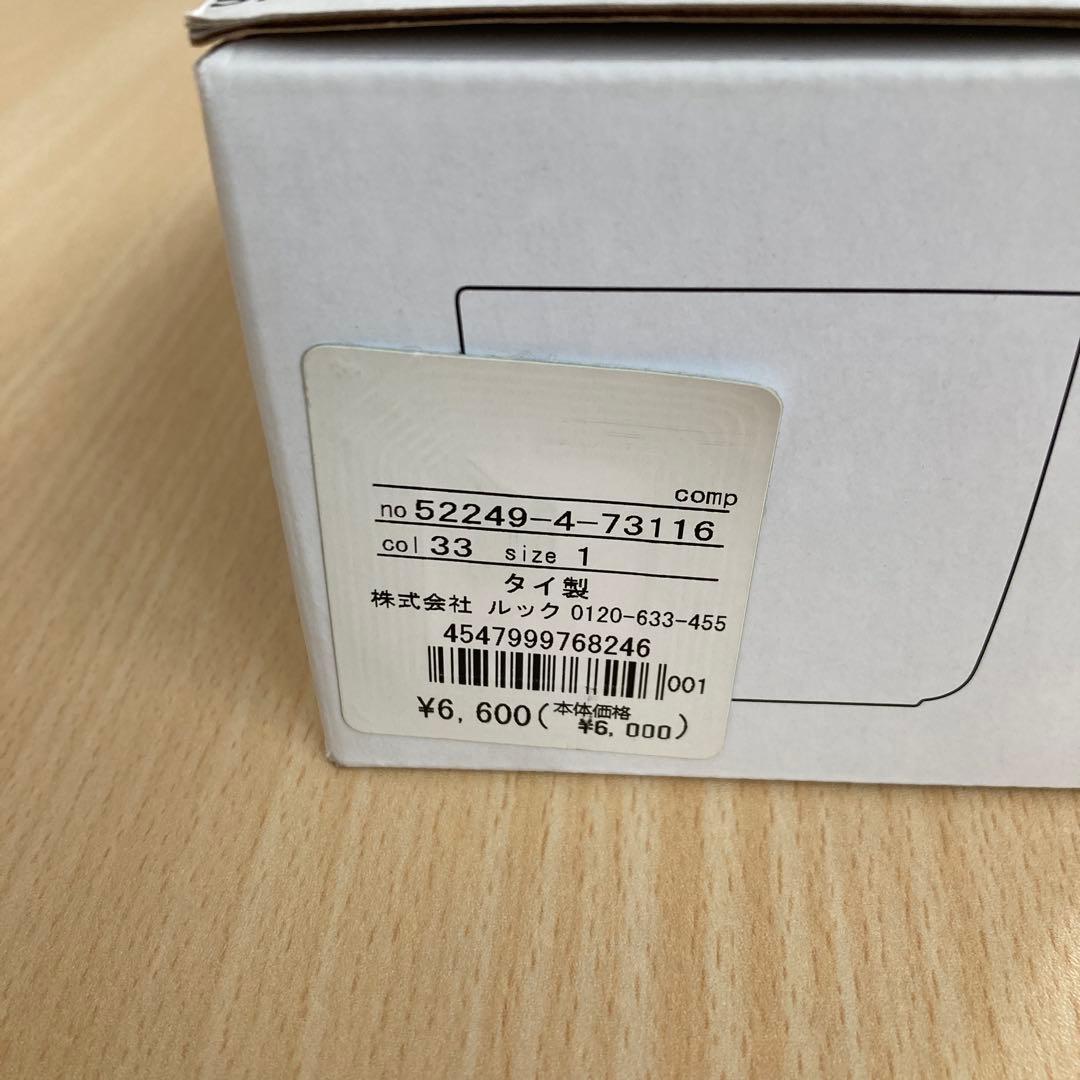 comp
no 52249-4-73116
col 33 size 1
タイ製
株式会社 ルック 0120-633-455
4547999768246
001
¥6,600(本体価格 ¥6,000)